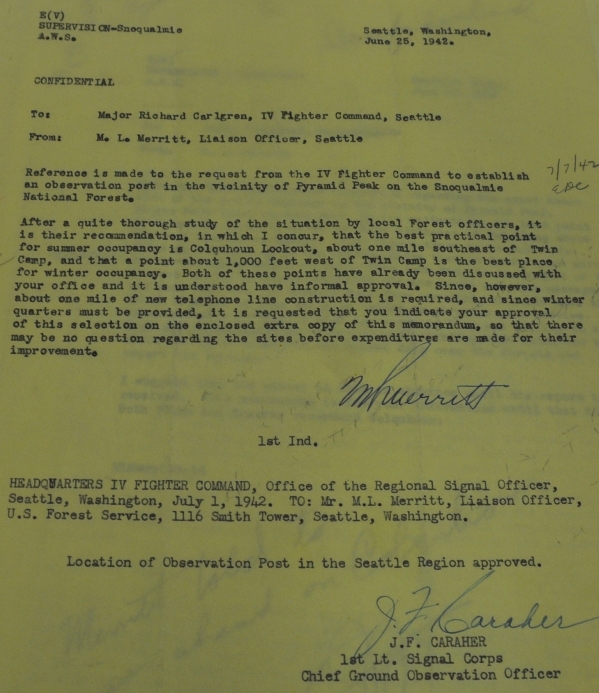 E(V)
SUPERVISION-Snoqualmie
A.W.S.
Seattle, Washington,
June 25, 1942.
CONFIDENTIAL
To: Major Richard Carlgren, IV Fighter Command, Seattle
From: M. L. Merritt, Liaison Officer, Seattle
7/7/42
EDC
Reference is made to the request from the IV Fighter Command to establish
an observation post in the vicinity of Pyramid Peak on the Snoqualmie
National Forest.
After a quite thorough study of the situation by local Forest officers, it
is their recommendation, in which I concur, that the best practical point
for summer occupancy is Colquhoun Lookout, about one mile southeast of Twin
Camp, and that a point about 1,000 feet west of Twin Camp is the best place
for winter occupancy. Both of these points have already been discussed with
your office and it is understood have informal approval. Since, however,
about one mile of new telephone line construction is required, and since winter
quarters must be provided, it is requested that you indicate your approval
of this selection on the enclosed extra copy of this memorandum, so that there
may be no question regarding the sites before expenditures are made for their
improvement.
MLMerritt
1st Ind.
HEADQUARTERS IV FIGHTER COMMAND, Office of the Regional Signal Officer,
Seattle, Washington, July 1, 1942. TO: Mr. M.L. Merritt, Liaison Officer,
U.S. Forest Service, 1116 Smith Tower, Seattle, Washington.
Location of Observation Post in the Seattle Region approved.
J.F. Caraher
J.F. CARAHER
1st Lt. Signal Corps
Chief Ground Observation Officer